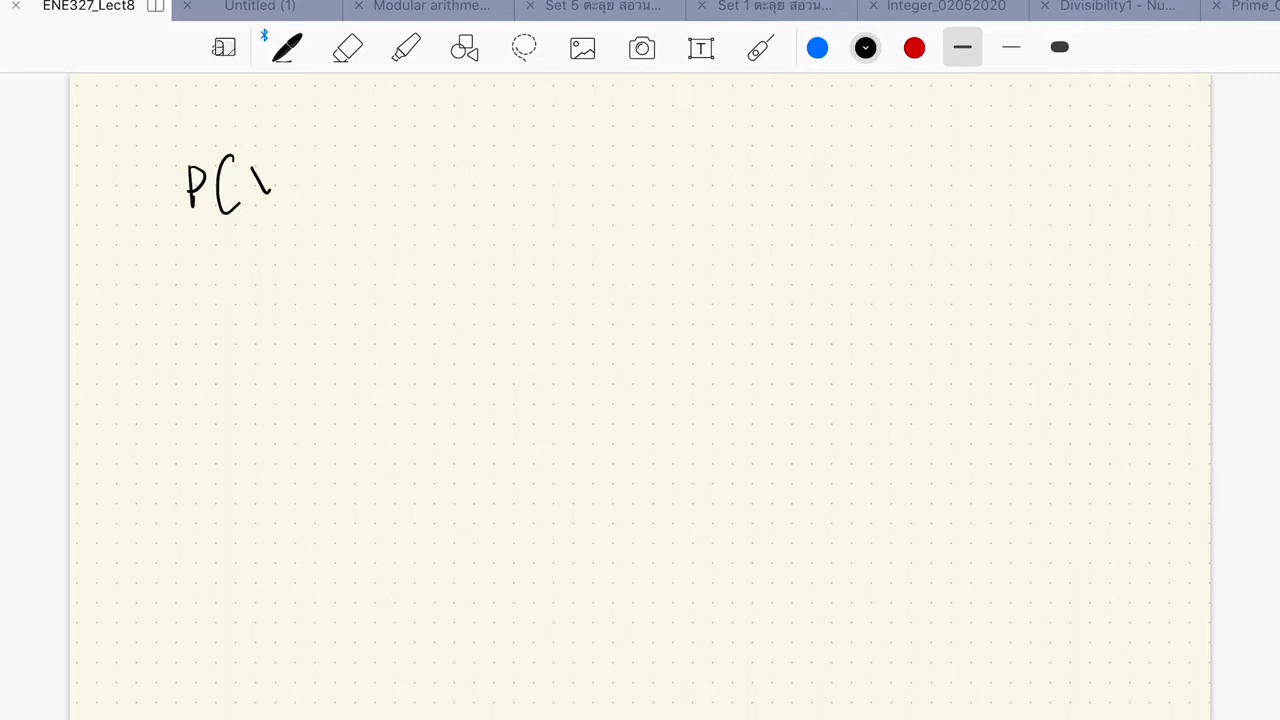 ENE327_Lect8 Untitled (1) Modular arithme... Set 5 ตะลุย สอวน... Set 1 ตะลุย สอวน... Integer_02052020 Divisibility1 - Nu... Prime_0
T
P(